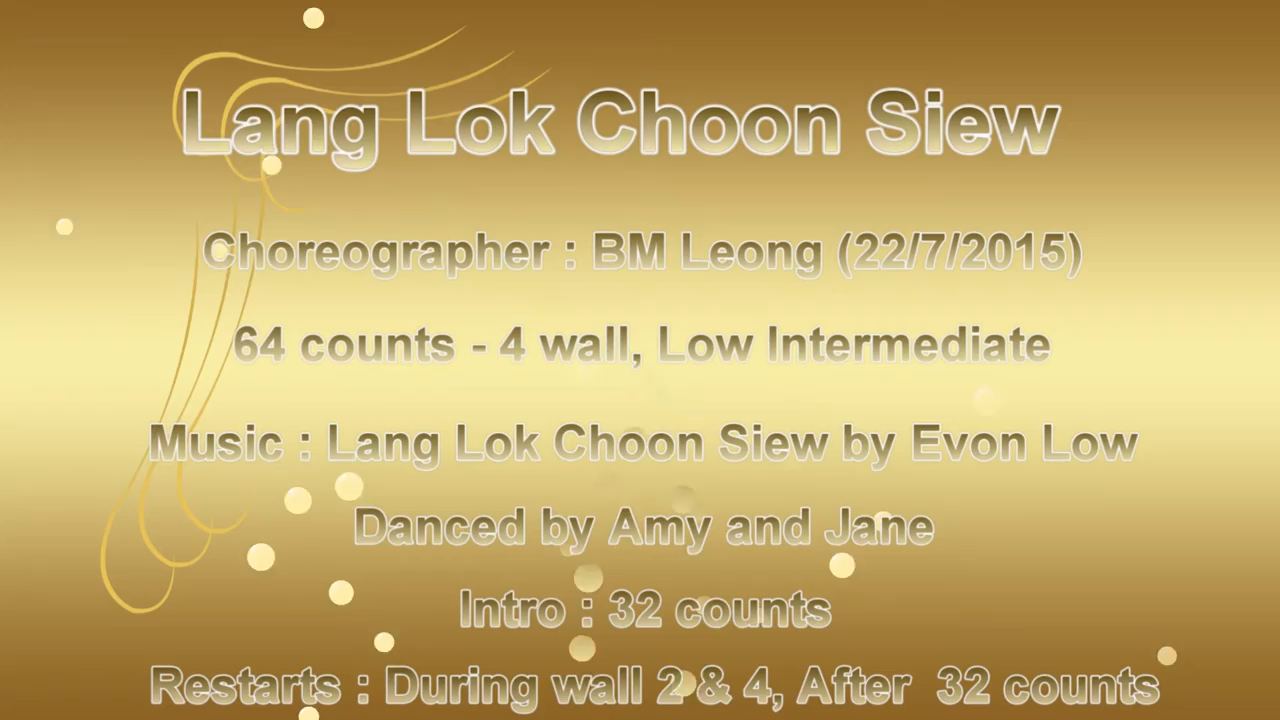 Lang Lok Choon Siew
Choreographer : BM Leong (22/7/2015)
64 counts - 4 wall, Low Intermediate
Music : Lang Lok Choon Siew by Evon Low
Danced by Amy and Jane
Intro : 32 counts
Restarts : During wall 2 & 4, After  32 counts